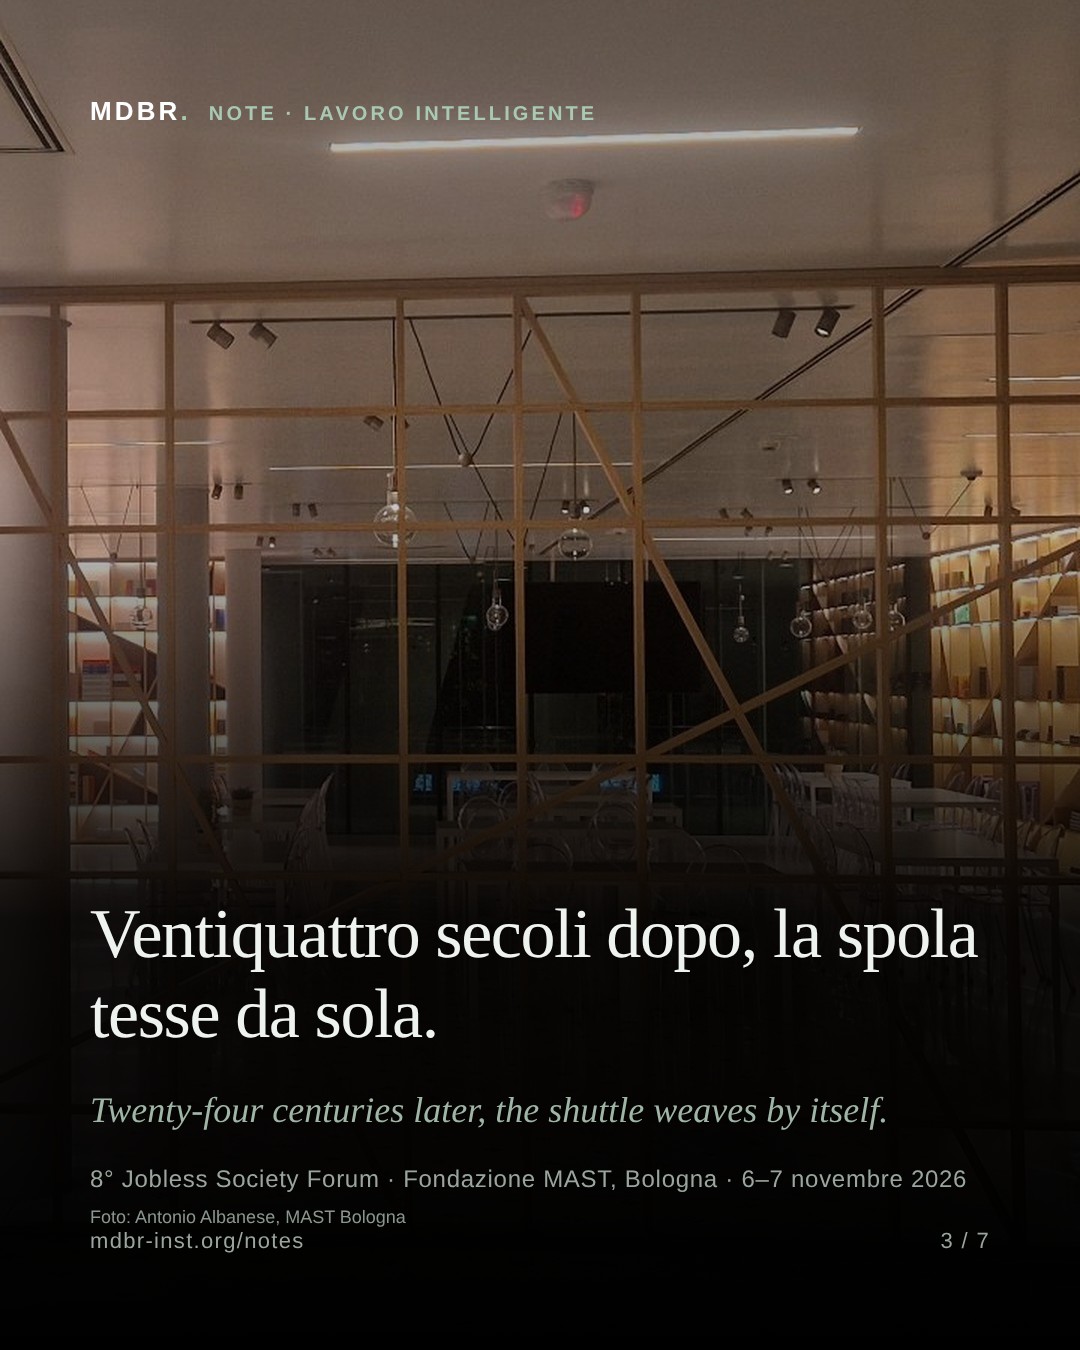 MDBR. NOTE · LAVORO INTELLIGENTE
Ventiquattro secoli dopo, la spola
tesse da sola.
Twenty-four centuries later, the shuttle weaves by itself.
8° Jobless Society Forum · Fondazione MAST, Bologna · 6–7 novembre 2026
Foto: Antonio Albanese, MAST Bologna
mdbr-inst.org/notes 3 / 7